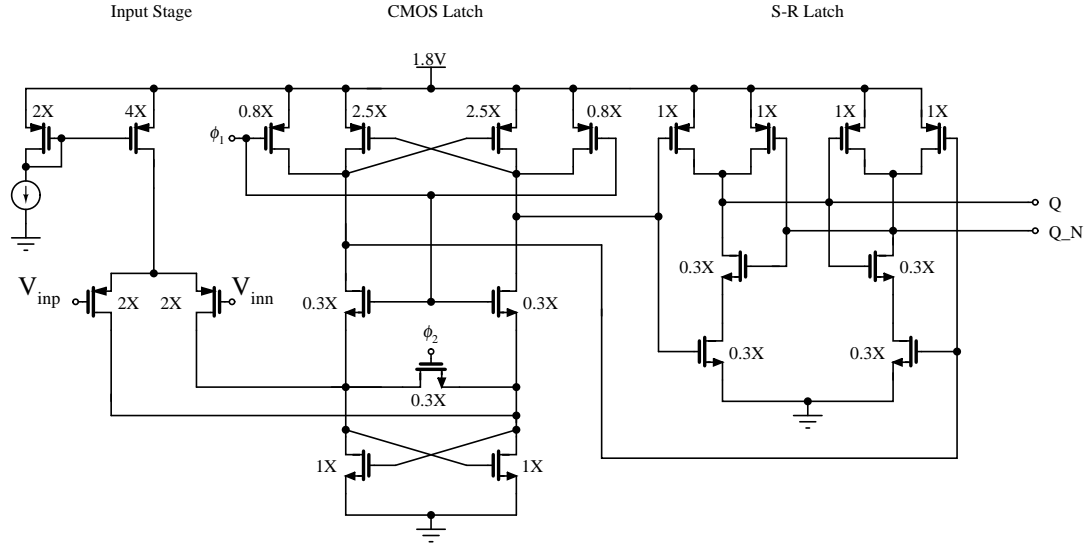 Input Stage
CMOS Latch
S-R Latch
1.8V
2X
4X
0.8X
2.5X
2.5X
0.8X
1X
1X
1X
1X
ϕ1
Q
Q_N
0.3X
0.3X
Vinp
2X
2X
Vinn
0.3X
0.3X
ϕ2
0.3X
0.3X
0.3X
1X
1X